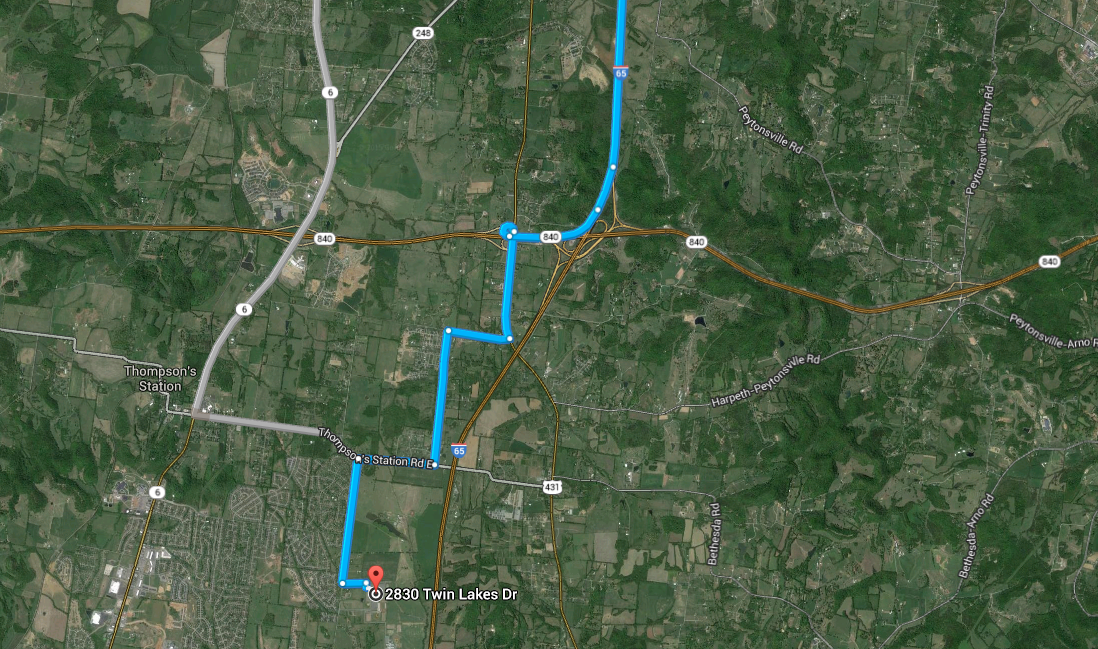 248
65
6
Peytonsville Rd
Peytonsville-Trinity Rd
840
840
840
840
6
Peytonsville-Arno R
Thompson's
Station
Harpeth-Peytonsville Rd
Thompson's Station Rd E
65
6
431
Bethesda Rd
Bethesda-Arno Rd
2830 Twin Lakes Dr